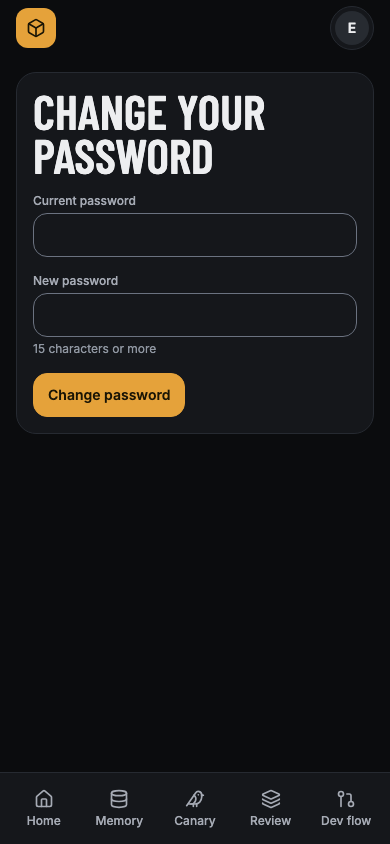 E
CHANGE YOUR
PASSWORD
Current password
New password
15 characters or more
Change password
Home
Memory
Canary
Review
Dev flow